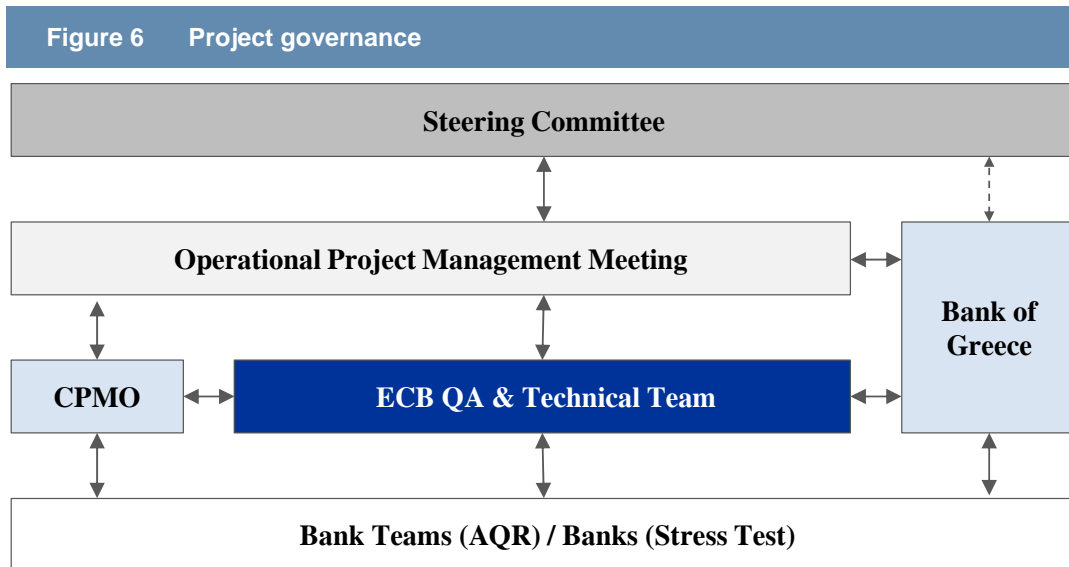 Figure 6 Project governance
Steering Committee
Operational Project Management Meeting
Bank of
Greece
CPMO
ECB QA & Technical Team
Bank Teams (AQR) / Banks (Stress Test)